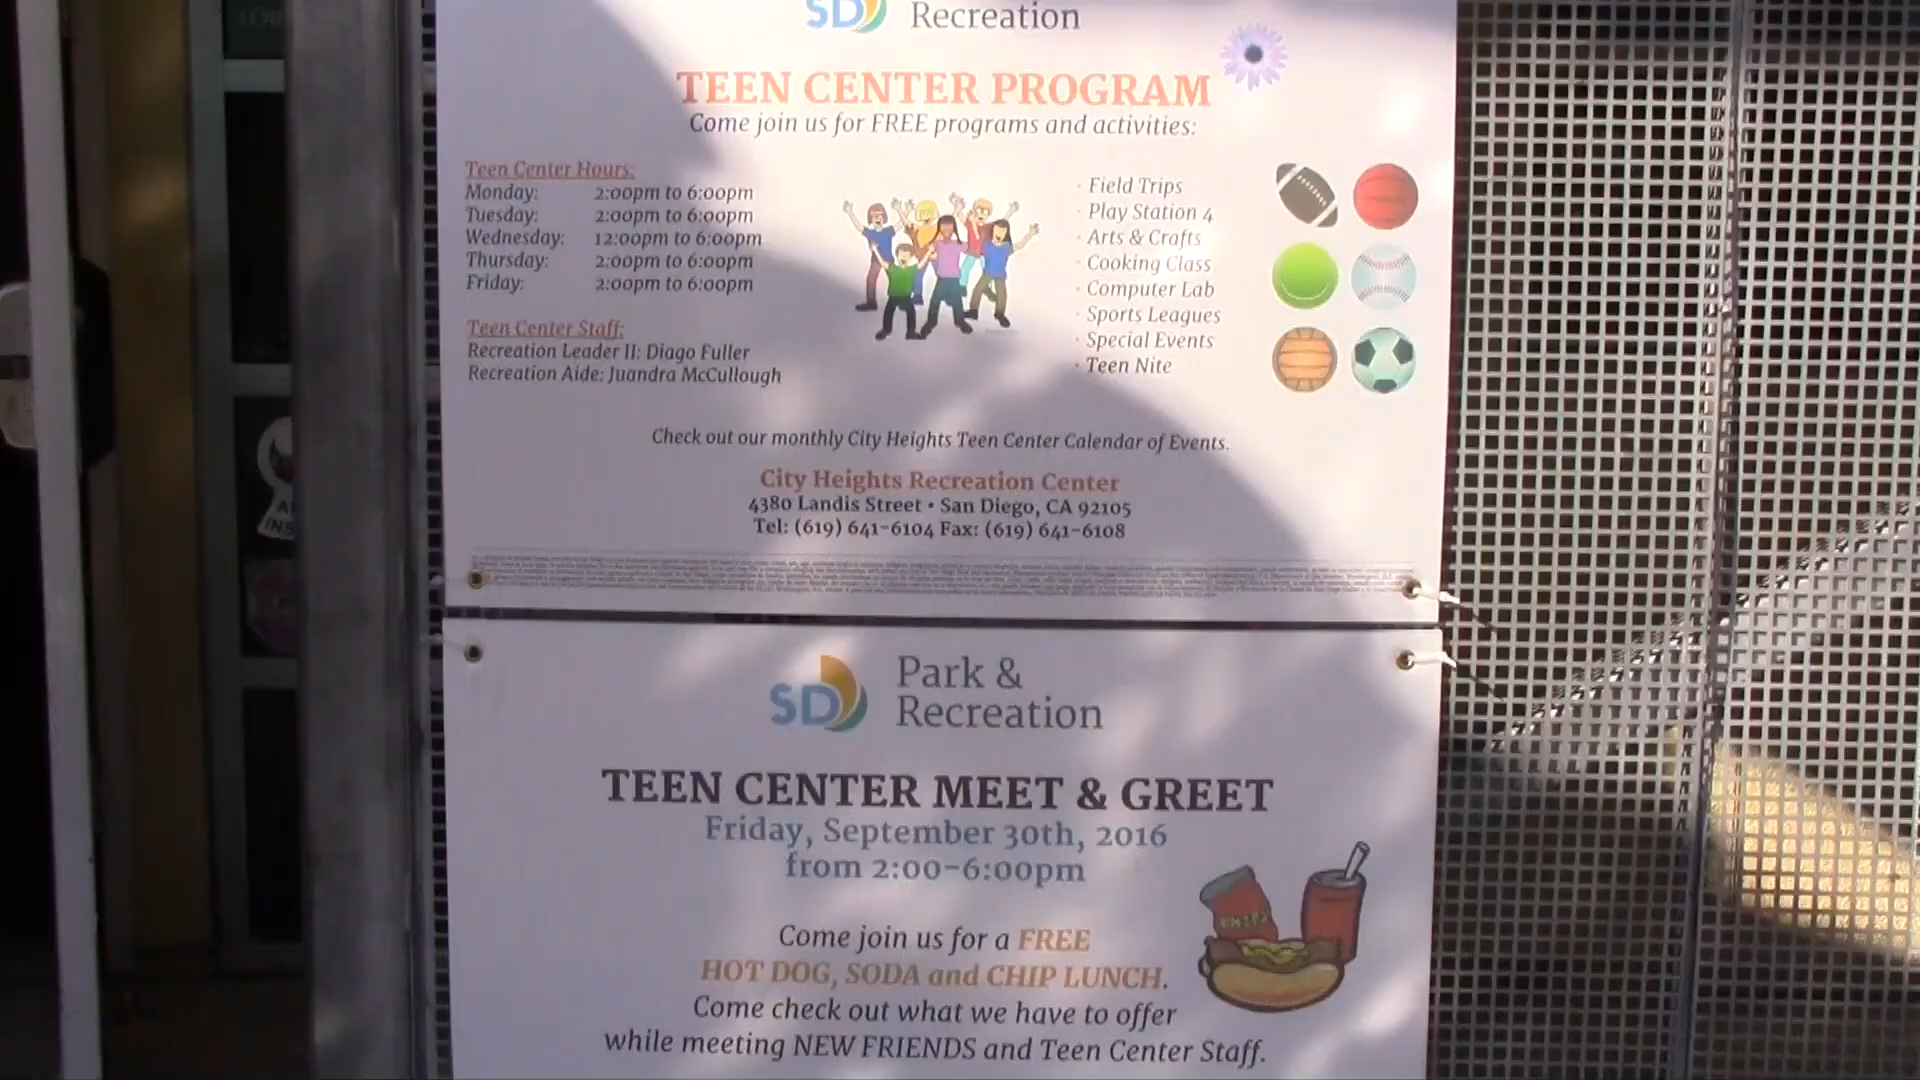 SD Recreation
TEEN CENTER PROGRAM
Come join us for FREE programs and activities:
Teen Center Hours:
Monday: 2:00pm to 6:00pm
Tuesday: 2:00pm to 6:00pm
Wednesday: 12:00pm to 6:00pm
Thursday: 2:00pm to 6:00pm
Friday: 2:00pm to 6:00pm
Teen Center Staff:
Recreation Leader II: Diago Fuller
Recreation Aide: Juandra McCullough
· Field Trips
· Play Station 4
· Arts & Crafts
· Cooking Class
· Computer Lab
· Sports Leagues
· Special Events
· Teen Nite
Check out our monthly City Heights Teen Center Calendar of Events.
City Heights Recreation Center
4380 Landis Street • San Diego, CA 92105
Tel: (619) 641-6104 Fax: (619) 641-6108
SD Park &
Recreation
TEEN CENTER MEET & GREET
Friday, September 30th, 2016
from 2:00-6:00pm
CHIPS
Come join us for a FREE
HOT DOG, SODA and CHIP LUNCH.
Come check out what we have to offer
while meeting NEW FRIENDS and Teen Center Staff.